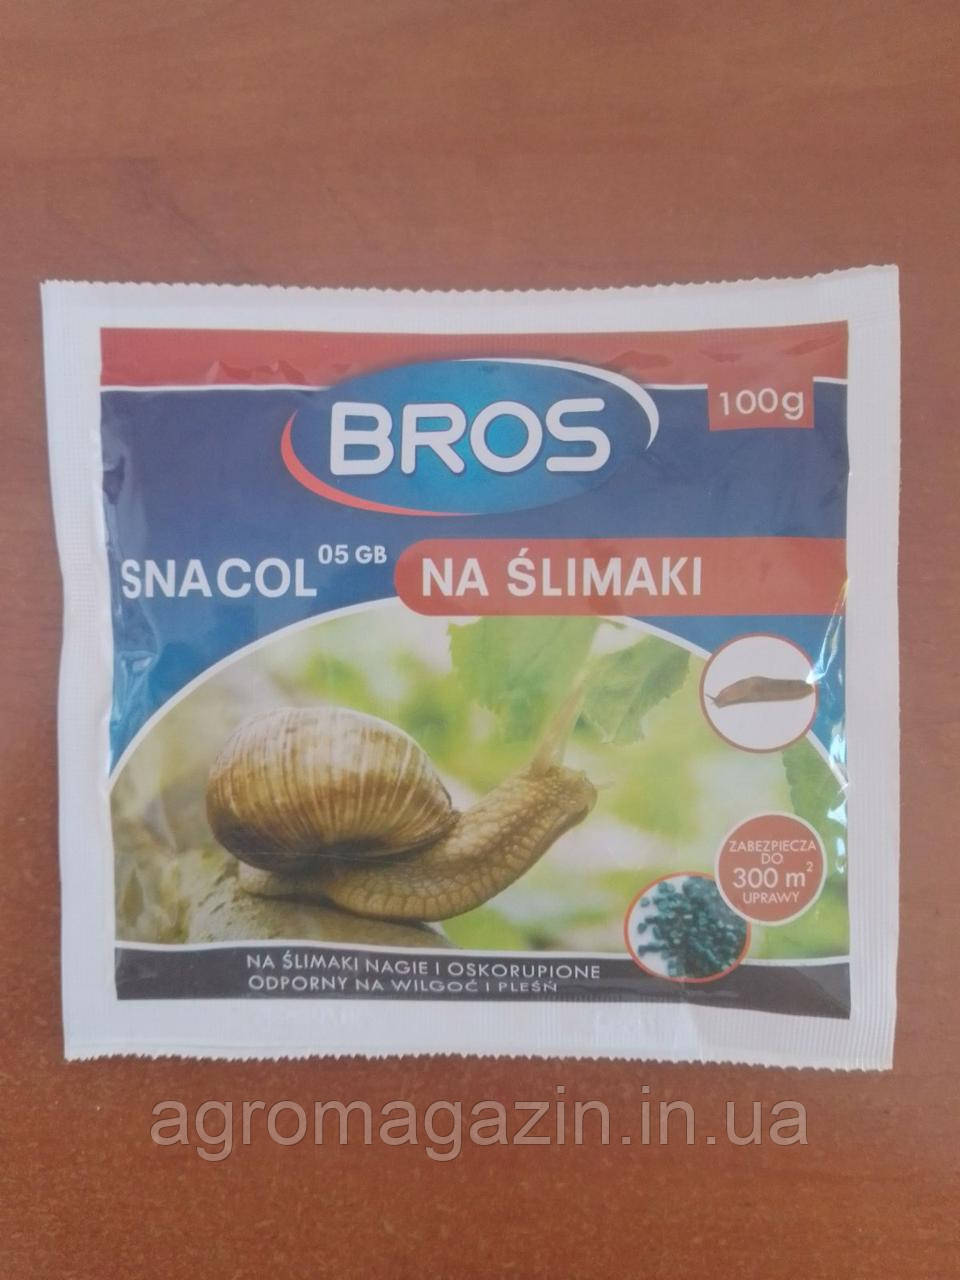 BROS
100g
SNACOL 05 GB
NA ŚLIMAKI
ZABEZPIECZA
DO
300 m²
UPRAWY
NA ŚLIMAKI NAGIE I OSKORUPIONE
ODPORNY NA WILGOĆ I PLEŚŃ
agromagazin.in.ua